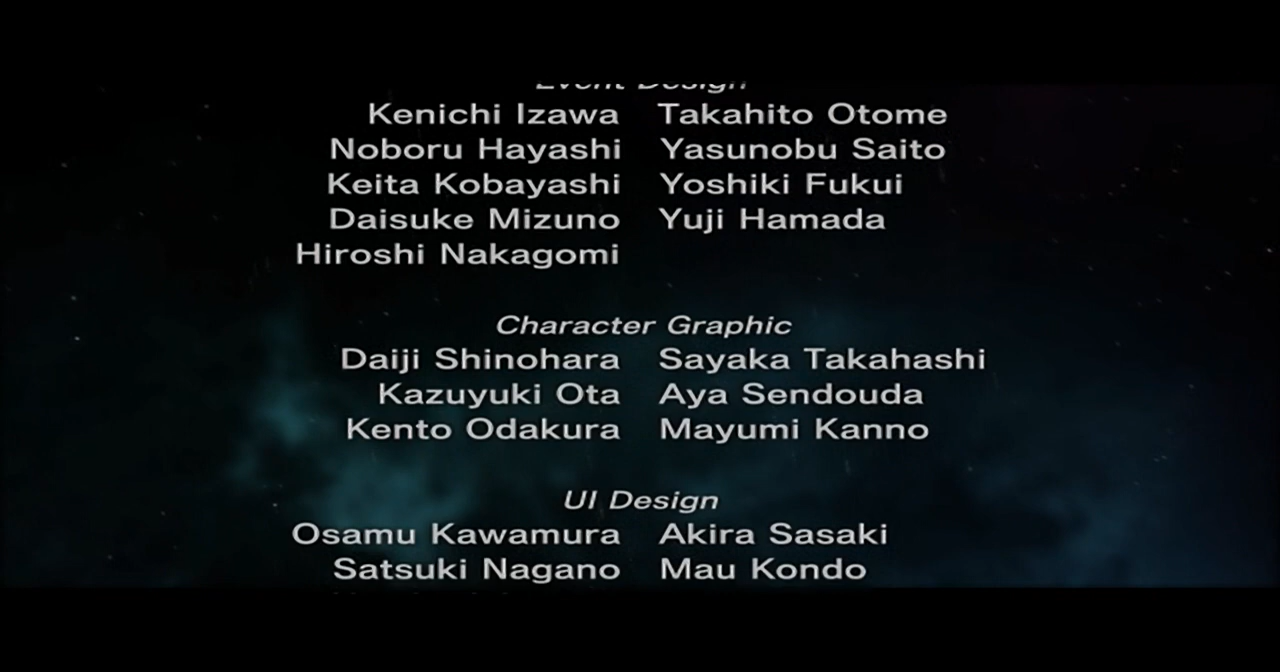 Event Design
Kenichi Izawa Takahito Otome
Noboru Hayashi Yasunobu Saito
Keita Kobayashi Yoshiki Fukui
Daisuke Mizuno Yuji Hamada
Hiroshi Nakagomi
Character Graphic
Daiji Shinohara Sayaka Takahashi
Kazuyuki Ota Aya Sendouda
Kento Odakura Mayumi Kanno
UI Design
Osamu Kawamura Akira Sasaki
Satsuki Nagano Mau Kondo